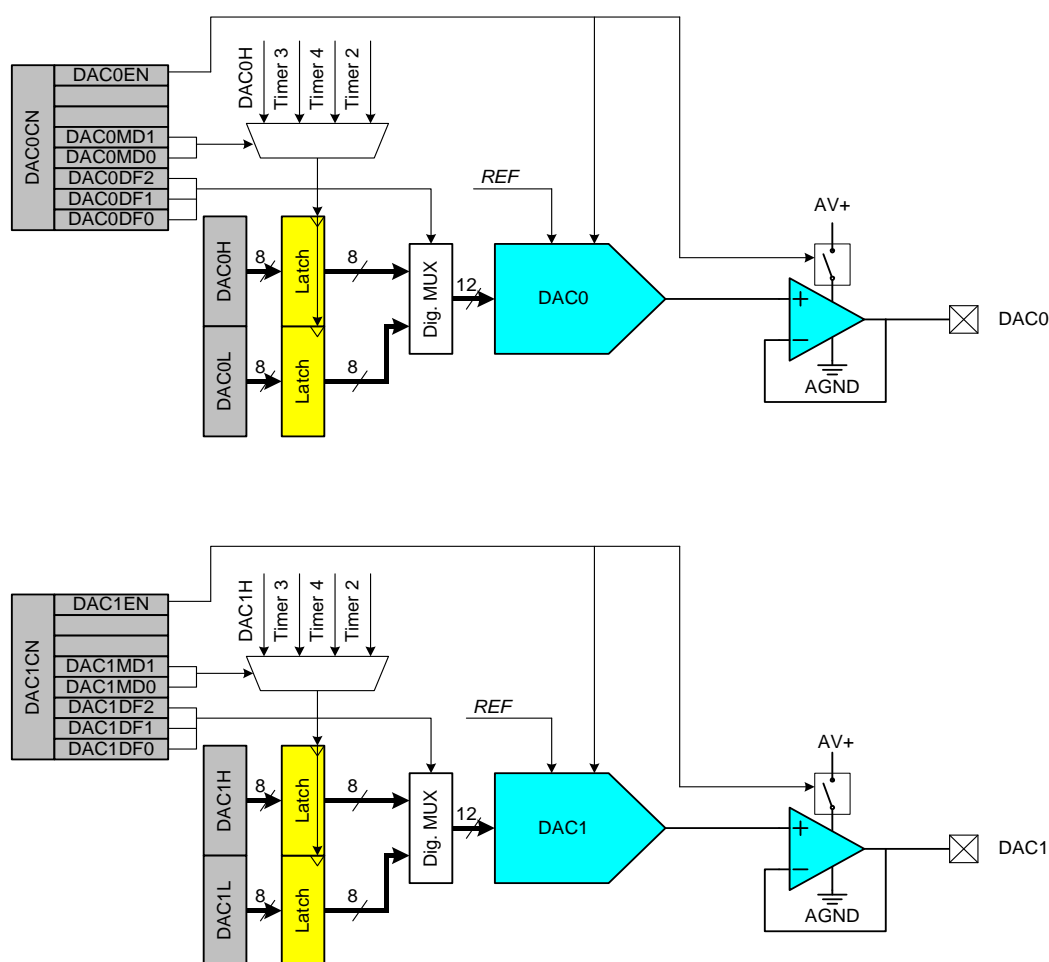 DAC0EN
DAC0CN
DAC0MD1
DAC0MD0
DAC0DF2
DAC0DF1
DAC0DF0
DAC0H
Timer 3
Timer 4
Timer 2
REF
AV+
DAC0H
8
Latch
8
Dig. MUX
12
DAC0
+
−
DAC0
DAC0L
8
Latch
8
AGND
DAC1EN
DAC1CN
DAC1MD1
DAC1MD0
DAC1DF2
DAC1DF1
DAC1DF0
DAC1H
Timer 3
Timer 4
Timer 2
REF
AV+
DAC1H
8
Latch
8
Dig. MUX
12
DAC1
+
−
DAC1
DAC1L
8
Latch
8
AGND